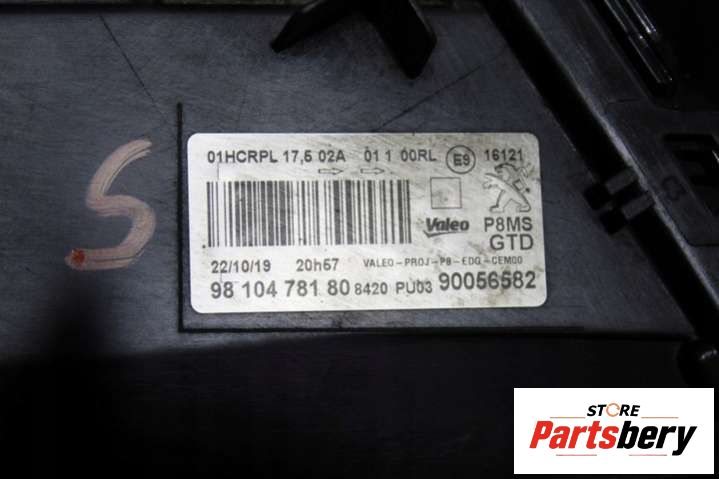 S
01HCRPL 17,5 02A 01 1 00RL E9 16121
Valeo P8MS
GTD
22/10/19 20h57 VALEO-PROJ-P8-EDG-CEM00
98 104 781 80 8420 PU03 90056582
STORE
Partsbery